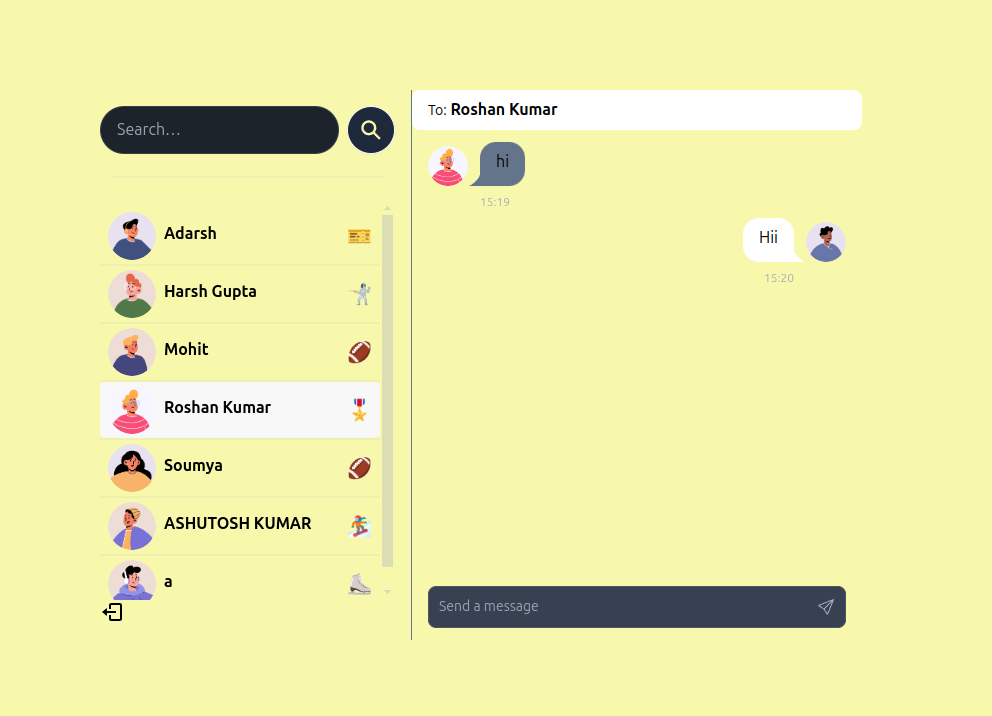 Search...
Adarsh
Harsh Gupta
Mohit
Roshan Kumar
Soumya
ASHUTOSH KUMAR
a
To: Roshan Kumar
hi
15:19
Hii
15:20
Send a message